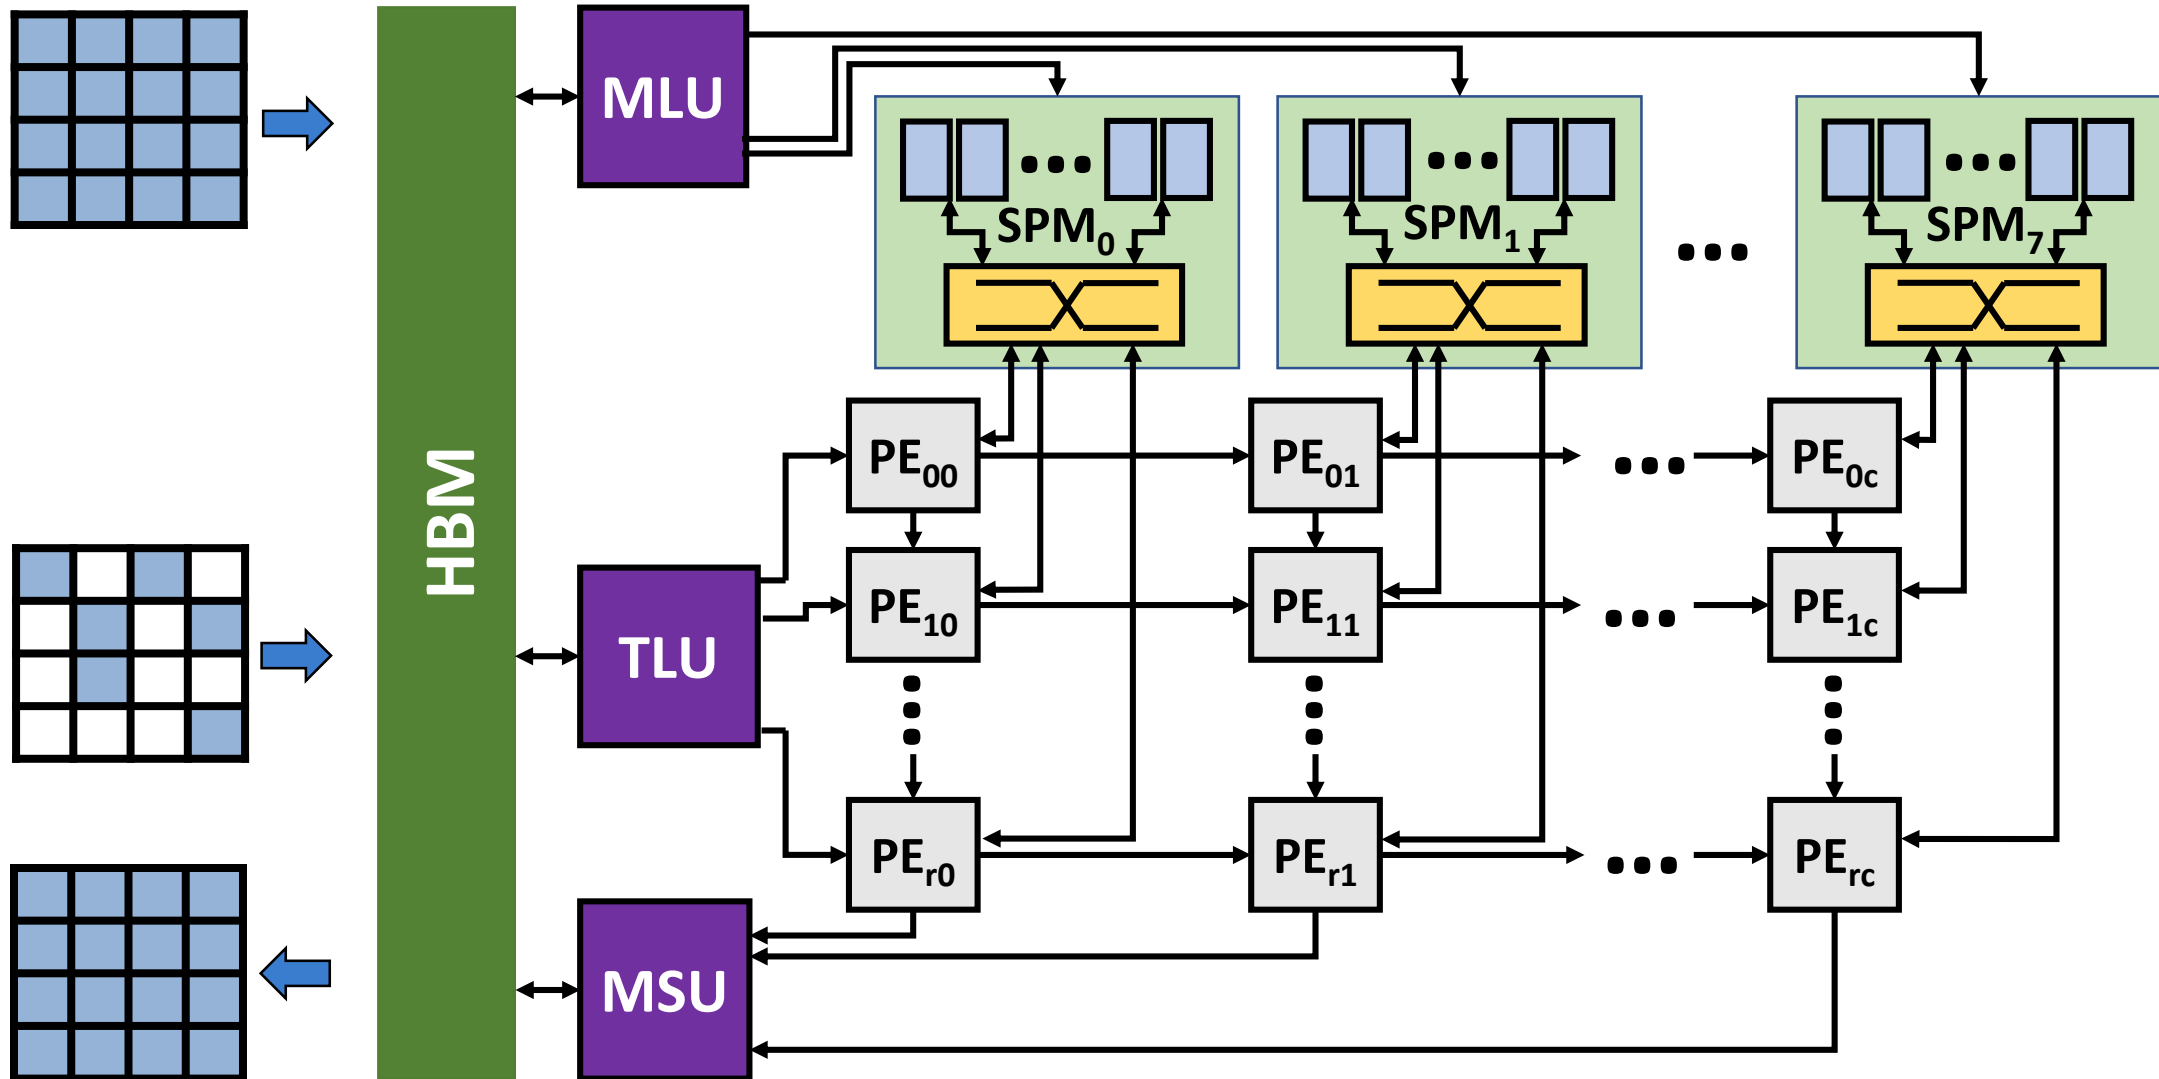 MLU
SPM0
SPM1
SPM7
HBM
PE00
PE01
PE0c
TLU
PE10
PE11
PE1c
PEr0
PEr1
PErc
MSU